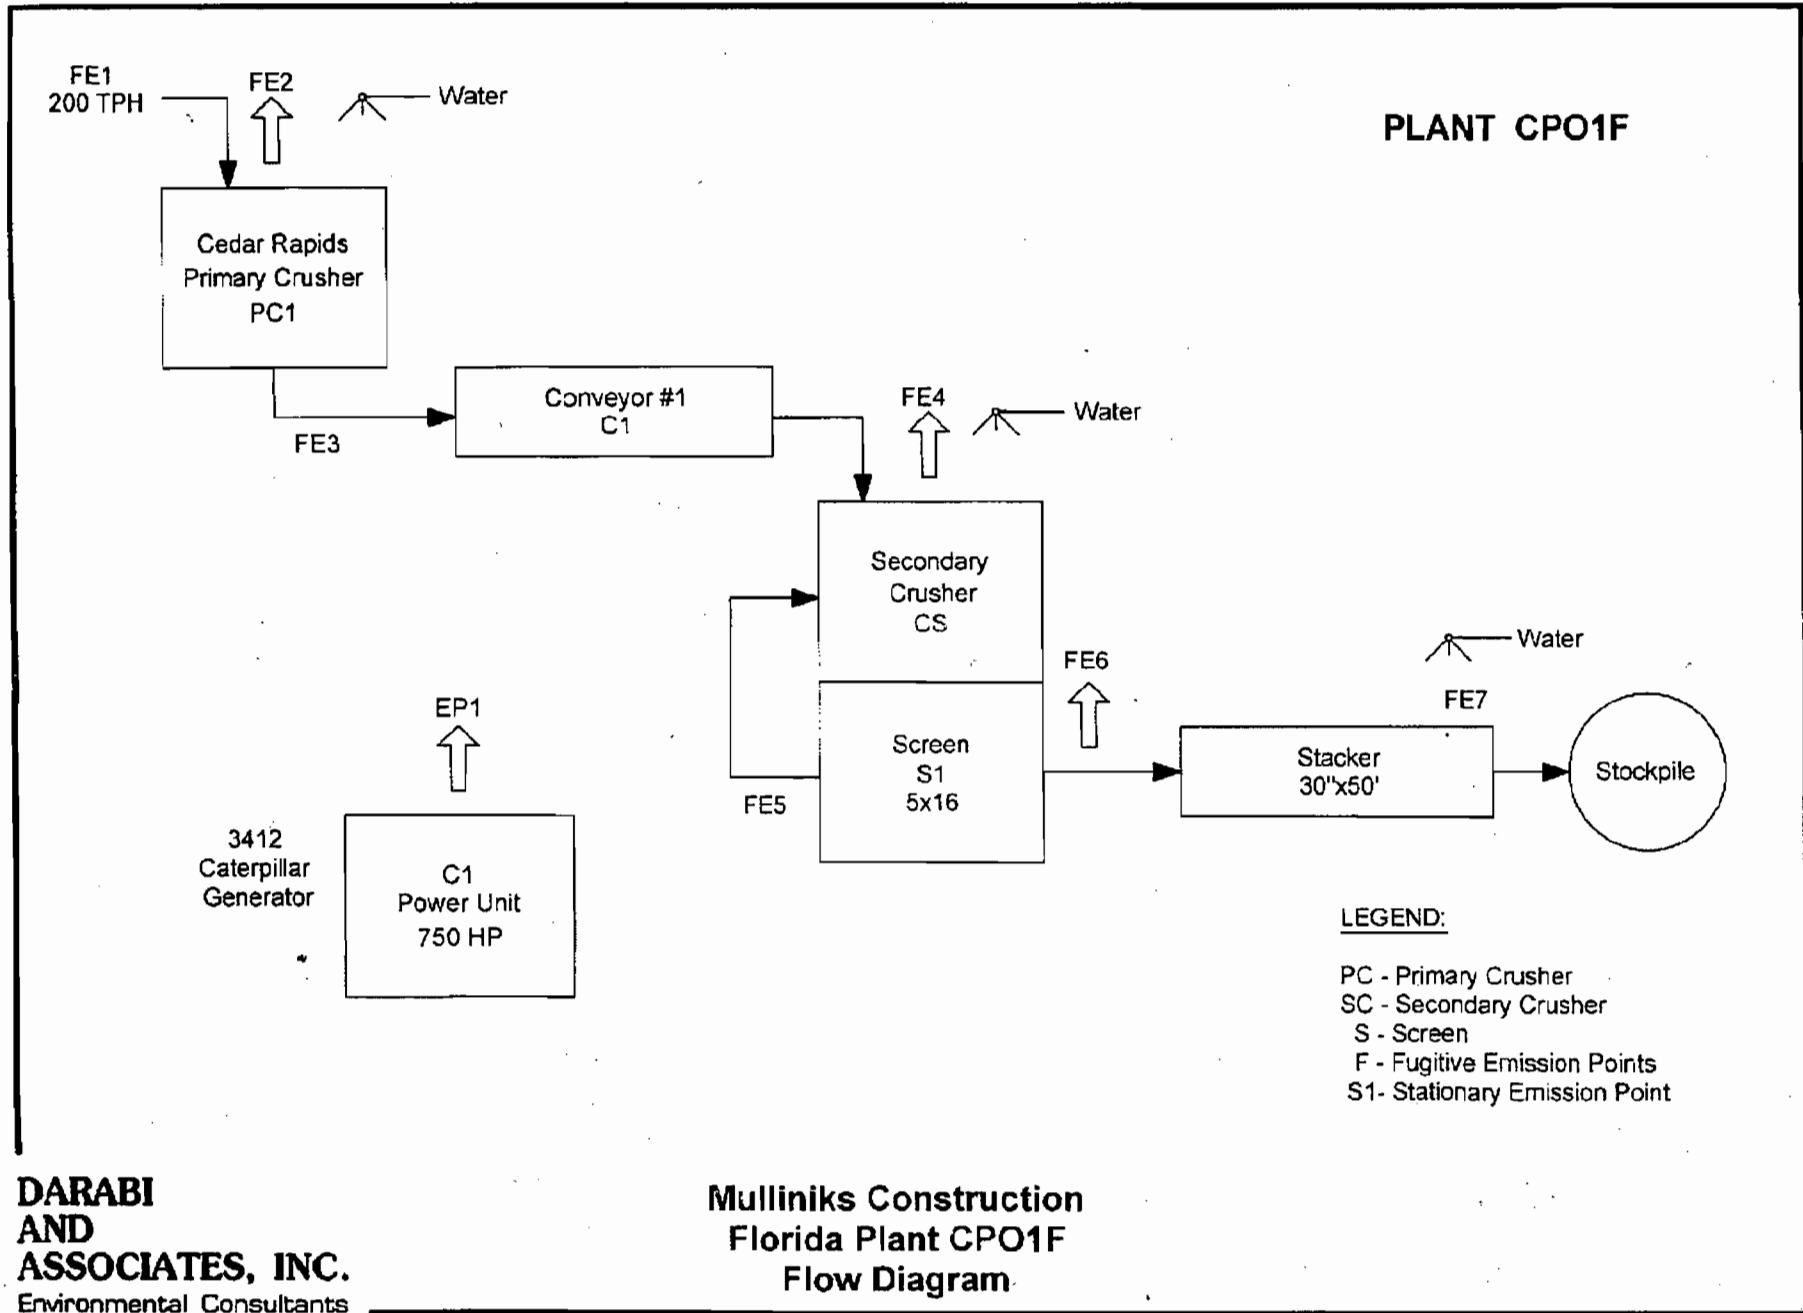 PLANT CPO1F
FE1
200 TPH
FE2
Water
Cedar Rapids
Primary Crusher
PC1
FE3
Conveyor #1
C1
FE4
Water
Secondary
Crusher
CS
FE5
Screen
S1
5x16
FE6
Stacker
30"x50'
Water
FE7
Stockpile
EP1
3412
Caterpillar
Generator
C1
Power Unit
750 HP
LEGEND:
PC - Primary Crusher
SC - Secondary Crusher
S - Screen
F - Fugitive Emission Points
S1- Stationary Emission Point
DARABI
AND
ASSOCIATES, INC.
Environmental Consultants
Mulliniks Construction
Florida Plant CPO1F
Flow Diagram